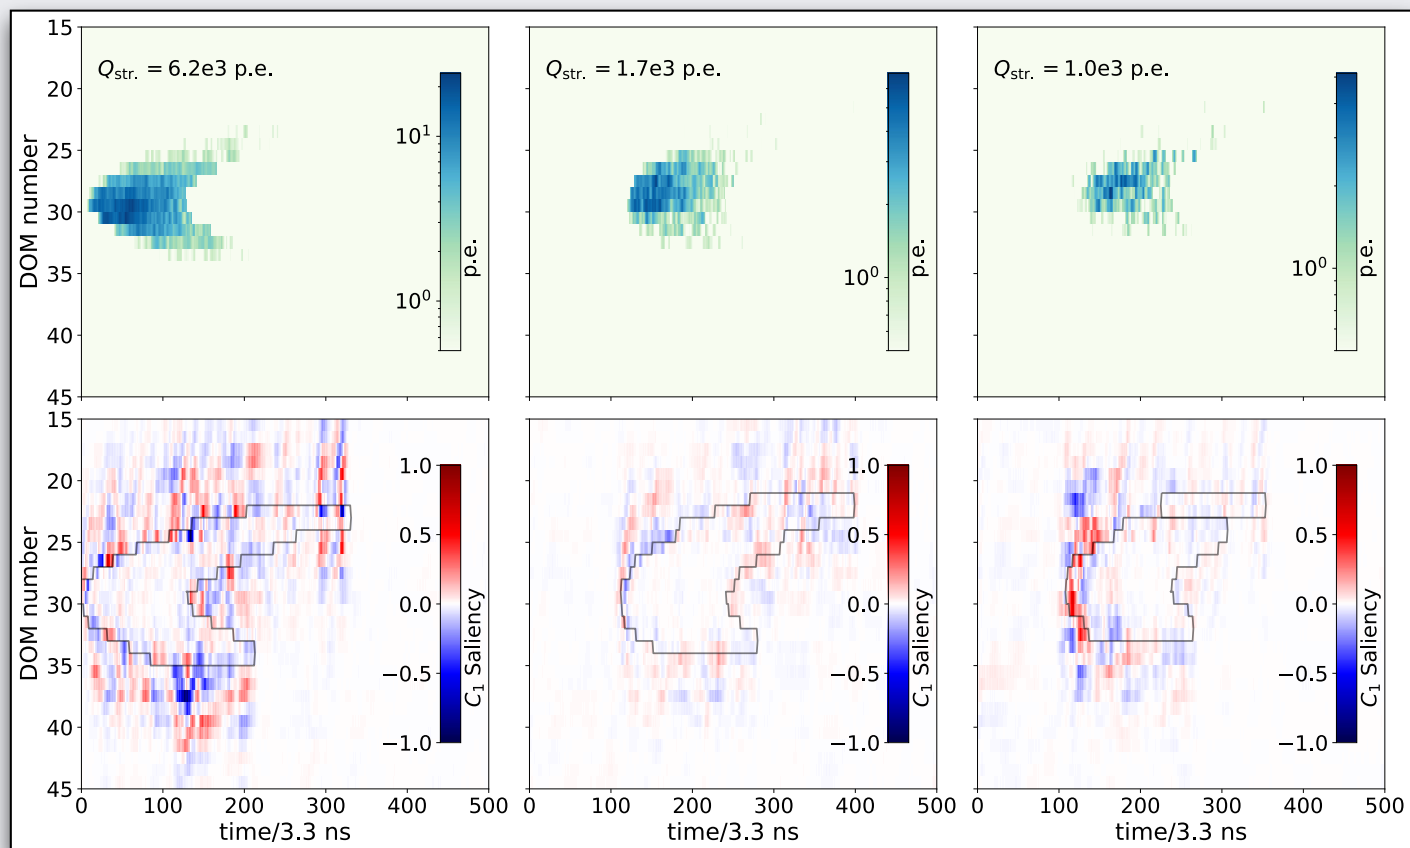 15
20
25
30
35
40
45
DOM number
Q_str. = 6.2e3 p.e.
10^1
10^0
p.e.
Q_str. = 1.7e3 p.e.
10^0
p.e.
Q_str. = 1.0e3 p.e.
10^0
p.e.
15
20
25
30
35
40
45
DOM number
1.0
0.5
0.0
−0.5
−1.0
C_1 Saliency
0 100 200 300 400 500
time/3.3 ns
1.0
0.5
0.0
−0.5
−1.0
C_1 Saliency
0 100 200 300 400 500
time/3.3 ns
1.0
0.5
0.0
−0.5
−1.0
C_1 Saliency
0 100 200 300 400 500
time/3.3 ns